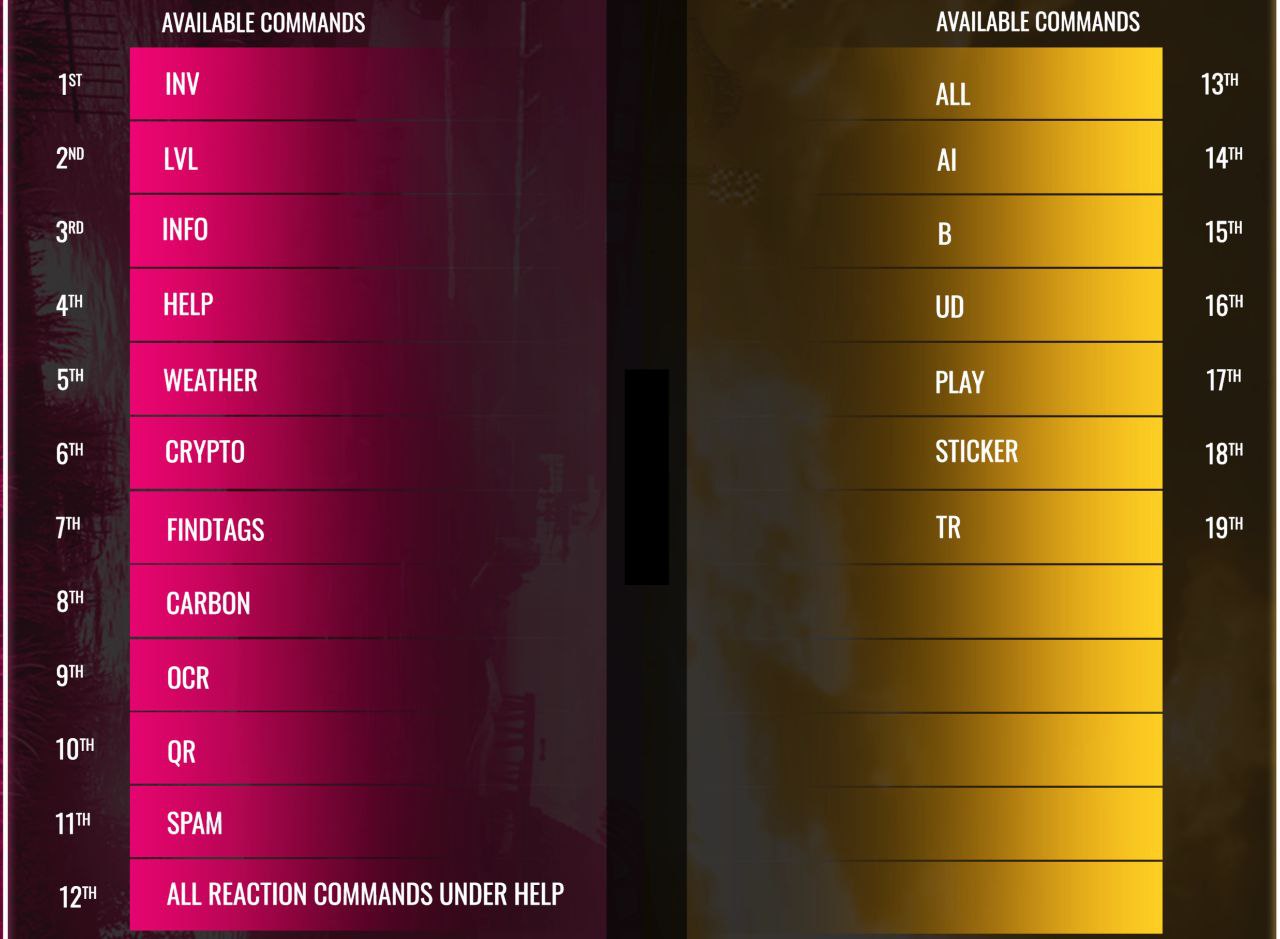 AVAILABLE COMMANDS
1ST INV
2ND LVL
3RD INFO
4TH HELP
5TH WEATHER
6TH CRYPTO
7TH FINDTAGS
8TH CARBON
9TH OCR
10TH QR
11TH SPAM
12TH ALL REACTION COMMANDS UNDER HELP
AVAILABLE COMMANDS
ALL 13TH
AI 14TH
B 15TH
UD 16TH
PLAY 17TH
STICKER 18TH
TR 19TH